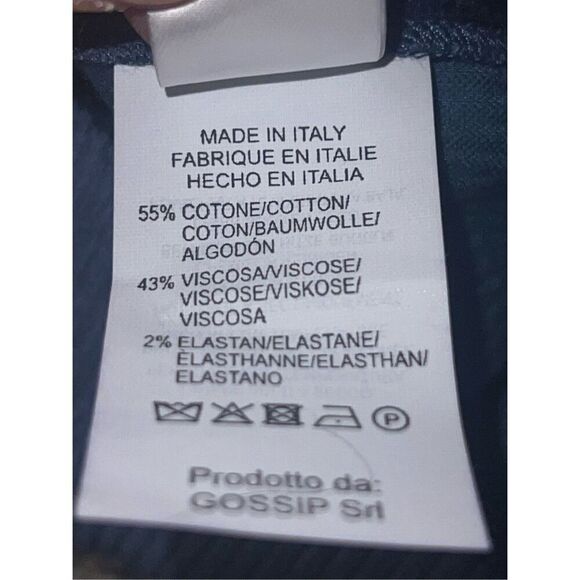 MADE IN ITALY
FABRIQUE EN ITALIE
HECHO EN ITALIA
55% COTONE/COTTON/
COTON/BAUMWOLLE/
ALGODÓN
43% VISCOSA/VISCOSE/
VISCOSE/VISKOSE/
VISCOSA
2% ELASTAN/ELASTANE/
ÈLASTHANNE/ELASTHAN/
ELASTANO
P
Prodotto da:
GOSSIP Srl